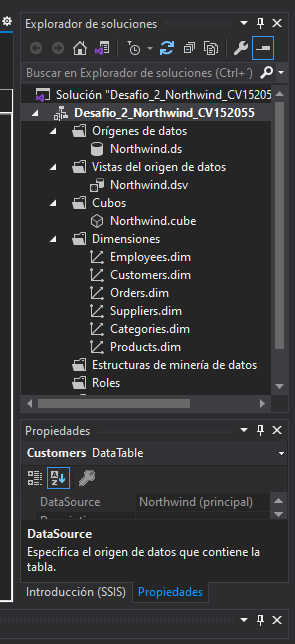 Explorador de soluciones
Buscar en Explorador de soluciones (Ctrl+´)
Solución "Desafio_2_Northwind_CV15205
Desafio_2_Northwind_CV152055
Orígenes de datos
Northwind.ds
Vistas del origen de datos
Northwind.dsv
Cubos
Northwind.cube
Dimensiones
Employees.dim
Customers.dim
Orders.dim
Suppliers.dim
Categories.dim
Products.dim
Estructuras de minería de datos
Roles
Propiedades
Customers DataTable
DataSource Northwind (principal)
DataSource
Especifica el origen de datos que contiene la
tabla.
Introducción (SSIS) Propiedades